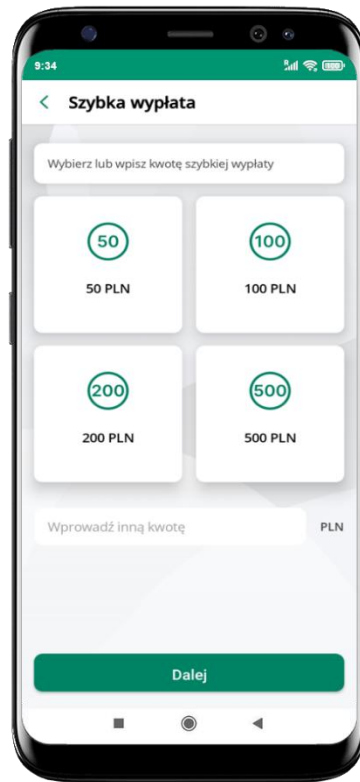 9:34
Szybka wypłata
Wybierz lub wpisz kwotę szybkiej wypłaty
50
100
50 PLN
100 PLN
200
500
200 PLN
500 PLN
Wprowadź inną kwotę
PLN
Dalej